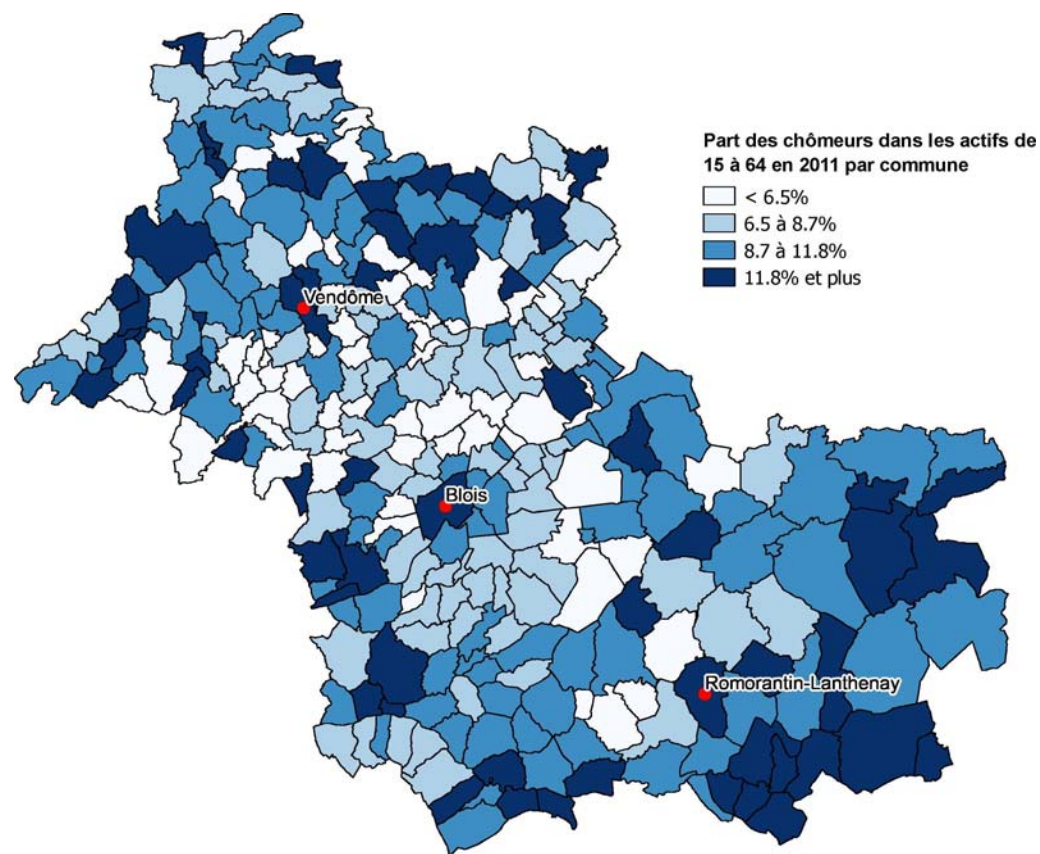 Part des chômeurs dans les actifs de
15 à 64 en 2011 par commune
< 6.5%
6.5 à 8.7%
8.7 à 11.8%
11.8% et plus
Vendôme
Blois
Romorantin-Lanthenay